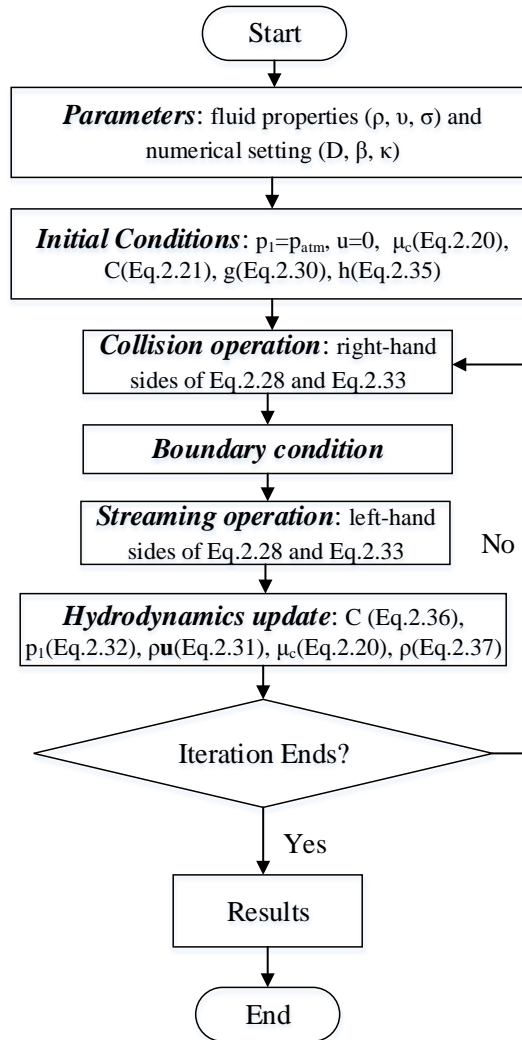 Start
Parameters: fluid properties (ρ, υ, σ) and
numerical setting (D, β, κ)
Initial Conditions: p₁=pₐₜₘ, u=0, μ_c(Eq.2.20),
C(Eq.2.21), g(Eq.2.30), h(Eq.2.35)
Collision operation: right-hand
sides of Eq.2.28 and Eq.2.33
Boundary condition
Streaming operation: left-hand
sides of Eq.2.28 and Eq.2.33
No
Hydrodynamics update: C (Eq.2.36),
p₁(Eq.2.32), ρu(Eq.2.31), μ_c(Eq.2.20), ρ(Eq.2.37)
Iteration Ends?
Yes
Results
End